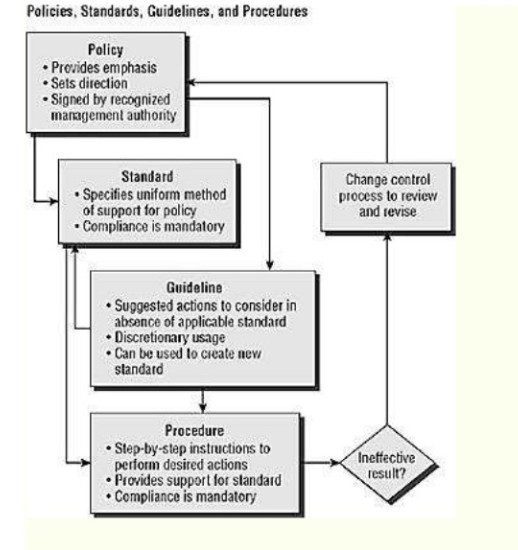 Policies, Standards, Guidelines, and Procedures
Policy
• Provides emphasis
• Sets direction
• Signed by recognized
management authority
Standard
• Specifies uniform method
of support for policy
• Compliance is mandatory
Change control
process to review
and revise
Guideline
• Suggested actions to consider in
absence of applicable standard
• Discretionary usage
• Can be used to create new
standard
Procedure
• Step-by-step instructions to
perform desired actions
• Provides support for standard
• Compliance is mandatory
Ineffective
result?